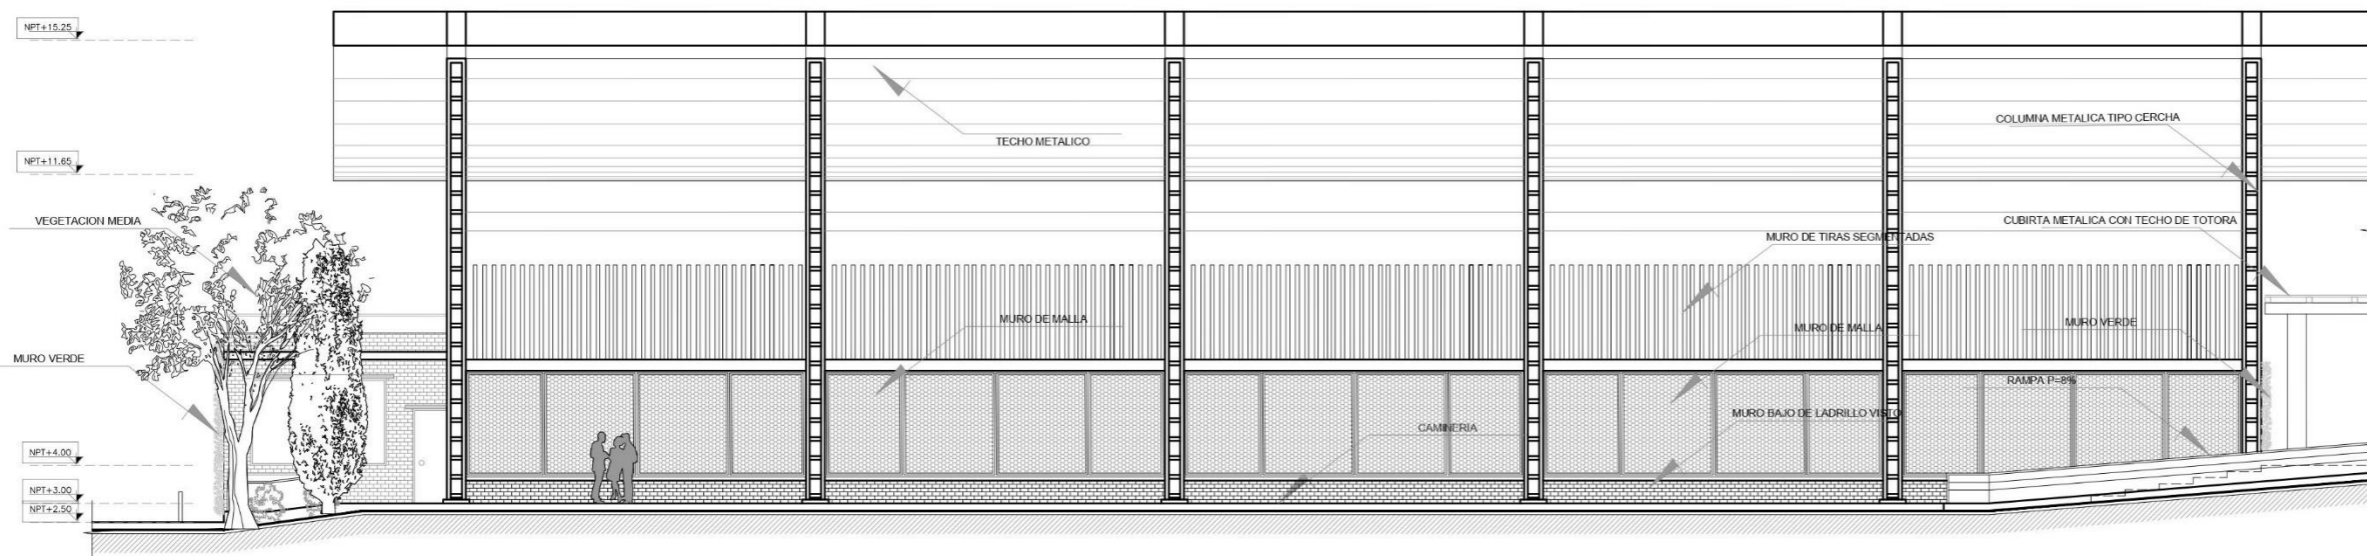 NPT+15.25
COLUMNA METALICA TIPO CERCHA
TECHO METALICO
NPT+11.65
VEGETACION MEDIA
CUBIRTA METALICA CON TECHO DE TOTORA
MURO DE TIRAS SEGMENTADAS
MURO DE MALLA
MURO DE MALLA
MURO VERDE
MURO VERDE
RAMPA P=8%
MURO BAJO DE LADRILLO VISTO
CAMINERIA
NPT+4.00
NPT+3.00
NPT+2.50